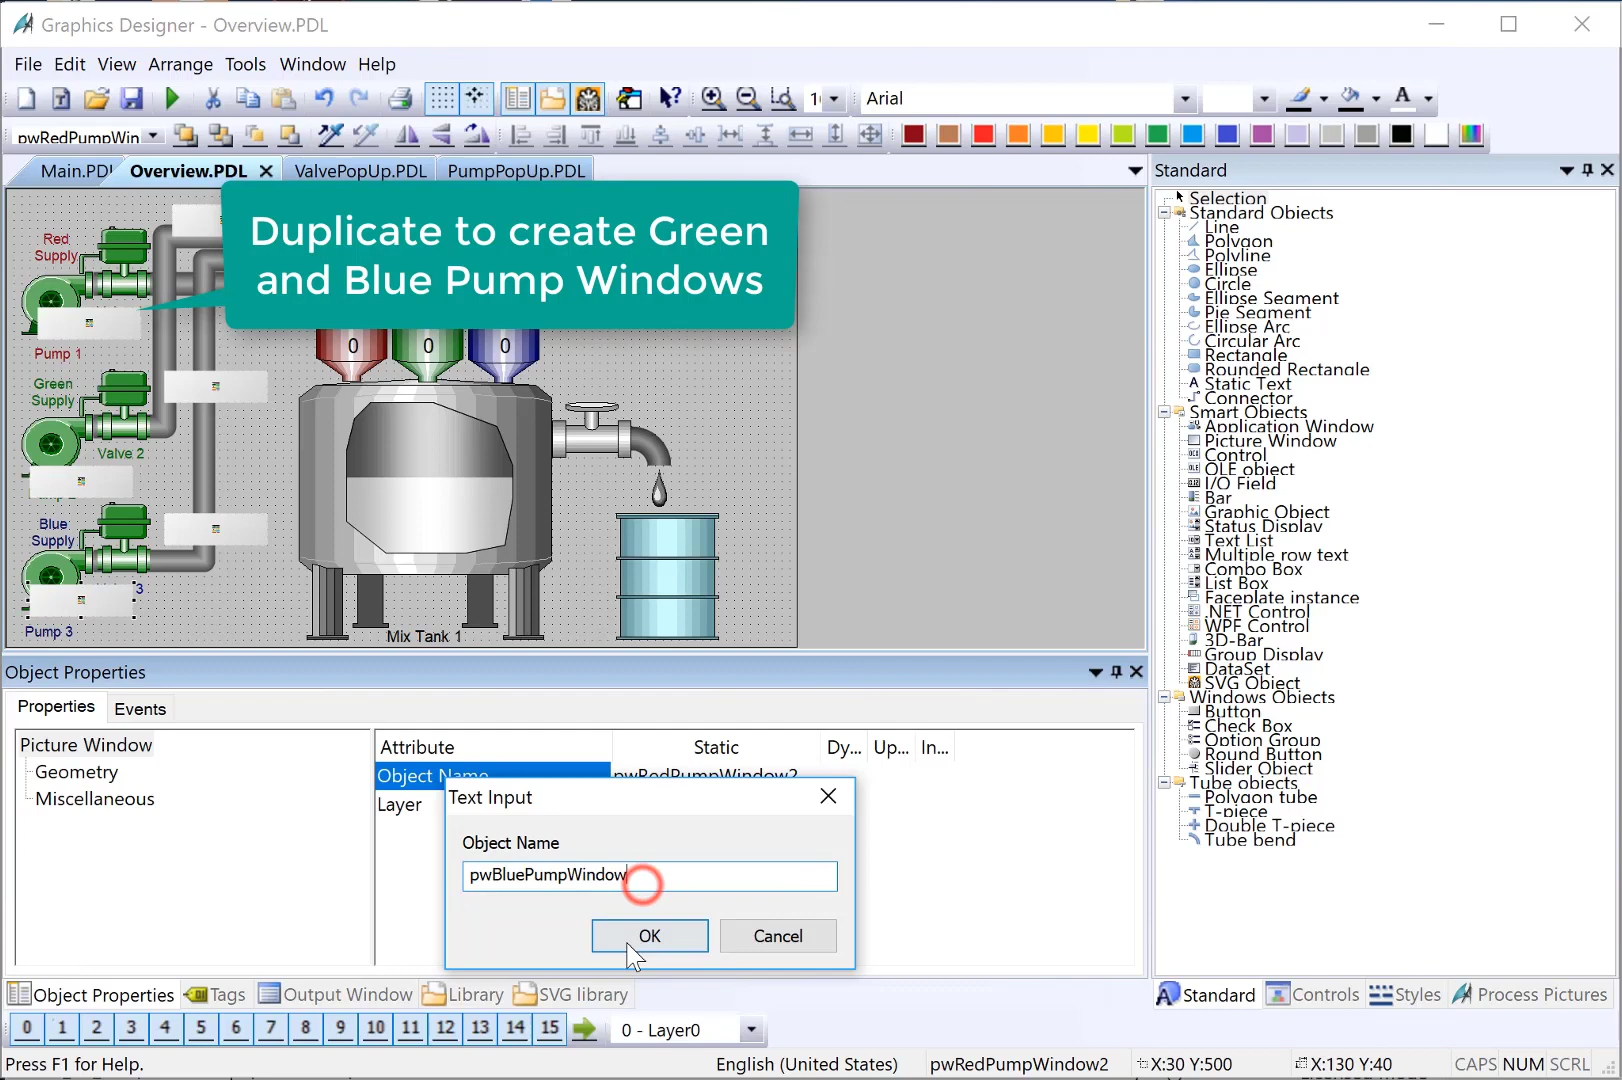 Graphics Designer - Overview.PDL
File Edit View Arrange Tools Window Help
Arial
pwRedPumpWin
Main.PDL Overview.PDL ValvePopUp.PDL PumpPopUp.PDL
Duplicate to create Green
and Blue Pump Windows
Red
Supply
Pump 1
Green
Supply
Valve 2
Blue
Supply
3
Pump 3
0 0 0
Mix Tank 1
Standard
Selection
Standard Objects
Line
Polygon
Polyline
Ellipse
Circle
Ellipse Segment
Pie Segment
Ellipse Arc
Circular Arc
Rectangle
Rounded Rectangle
Static Text
Connector
Smart Objects
Application Window
Picture Window
Control
OLE object
I/O Field
Bar
Graphic Object
Status Display
Text List
Multiple row text
Combo Box
List Box
Faceplate instance
.NET Control
WPF Control
3D-Bar
Group Display
DataSet
SVG Object
Windows Objects
Button
Check Box
Option Group
Round Button
Slider Object
Tube objects
Polygon tube
T-piece
Double T-piece
Tube bend
Object Properties
Properties Events
Picture Window
Geometry
Miscellaneous
Attribute Static Dy... Up... In...
Object Name pwRedPumpWindow2
Layer
Text Input
Object Name
pwBluePumpWindow
OK Cancel
Object Properties Tags Output Window Library SVG library
Standard Controls Styles Process Pictures
0 1 2 3 4 5 6 7 8 9 10 11 12 13 14 15 0 - Layer0
Press F1 for Help. English (United States) pwRedPumpWindow2 X:30 Y:500 X:130 Y:40 CAPS NUM SCRL